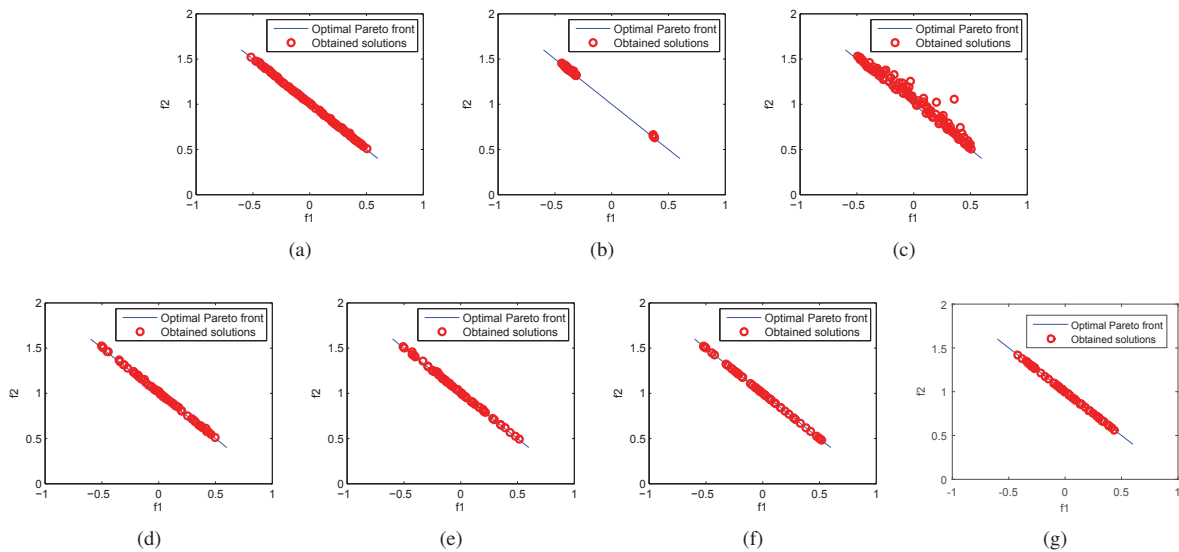 2
1.5
1
0.5
0
f2
Optimal Pareto front
Obtained solutions
-1 -0.5 0 0.5 1
f1
(a)
2
1.5
1
0.5
0
f2
Optimal Pareto front
Obtained solutions
-1 -0.5 0 0.5 1
f1
(b)
2
1.5
1
0.5
0
f2
Optimal Pareto front
Obtained solutions
-1 -0.5 0 0.5 1
f1
(c)
2
1.5
1
0.5
0
f2
Optimal Pareto front
Obtained solutions
-1 -0.5 0 0.5 1
f1
(d)
2
1.5
1
0.5
0
f2
Optimal Pareto front
Obtained solutions
-1 -0.5 0 0.5 1
f1
(e)
2
1.5
1
0.5
0
f2
Optimal Pareto front
Obtained solutions
-1 -0.5 0 0.5 1
f1
(f)
2
1.5
1
0.5
0
f2
Optimal Pareto front
Obtained solutions
-1 -0.5 0 0.5 1
f1
(g)